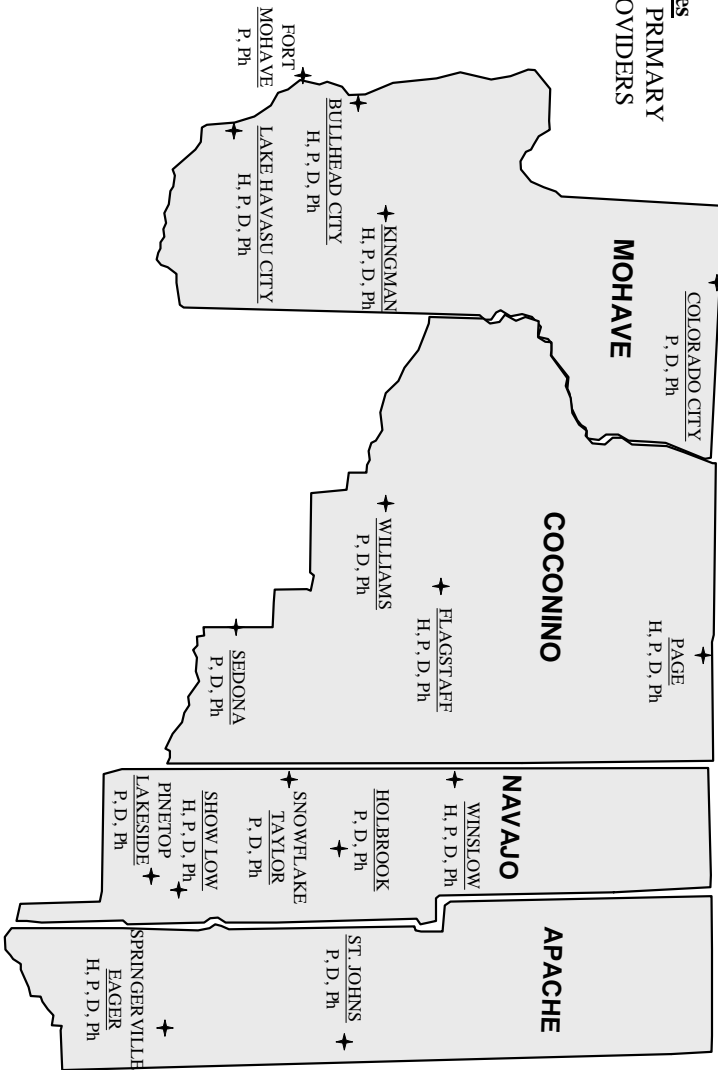 es
PRIMARY
OVIDERS
MOHAVE
COLORADO CITY
P, D, Ph
KINGMAN
H, P, D, Ph
BULLHEAD CITY
H, P, D, Ph
FORT
MOHAVE
P, Ph
LAKE HAVASU CITY
H, P, D, Ph
COCONINO
PAGE
H, P, D, Ph
FLAGSTAFF
H, P, D, Ph
WILLIAMS
P, D, Ph
SEDONA
P, D, Ph
NAVAJO
WINSLOW
H, P, D, Ph
HOLBROOK
P, D, Ph
SNOWFLAKE
TAYLOR
P, D, Ph
SHOW LOW
H, P, D, Ph
PINETOP
LAKESIDE
P, D, Ph
APACHE
ST. JOHNS
P, D, Ph
SPRINGERVILLE
EAGER
H, P, D, Ph